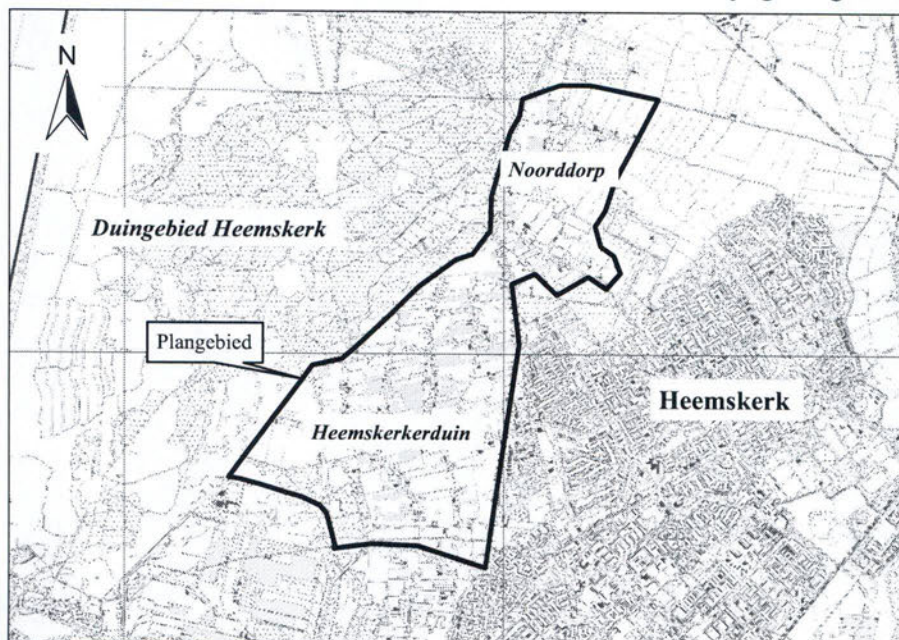 N
Noorddorp
Duingebied Heemskerk
Plangebied
Heemskerk
Heemskerkerduin